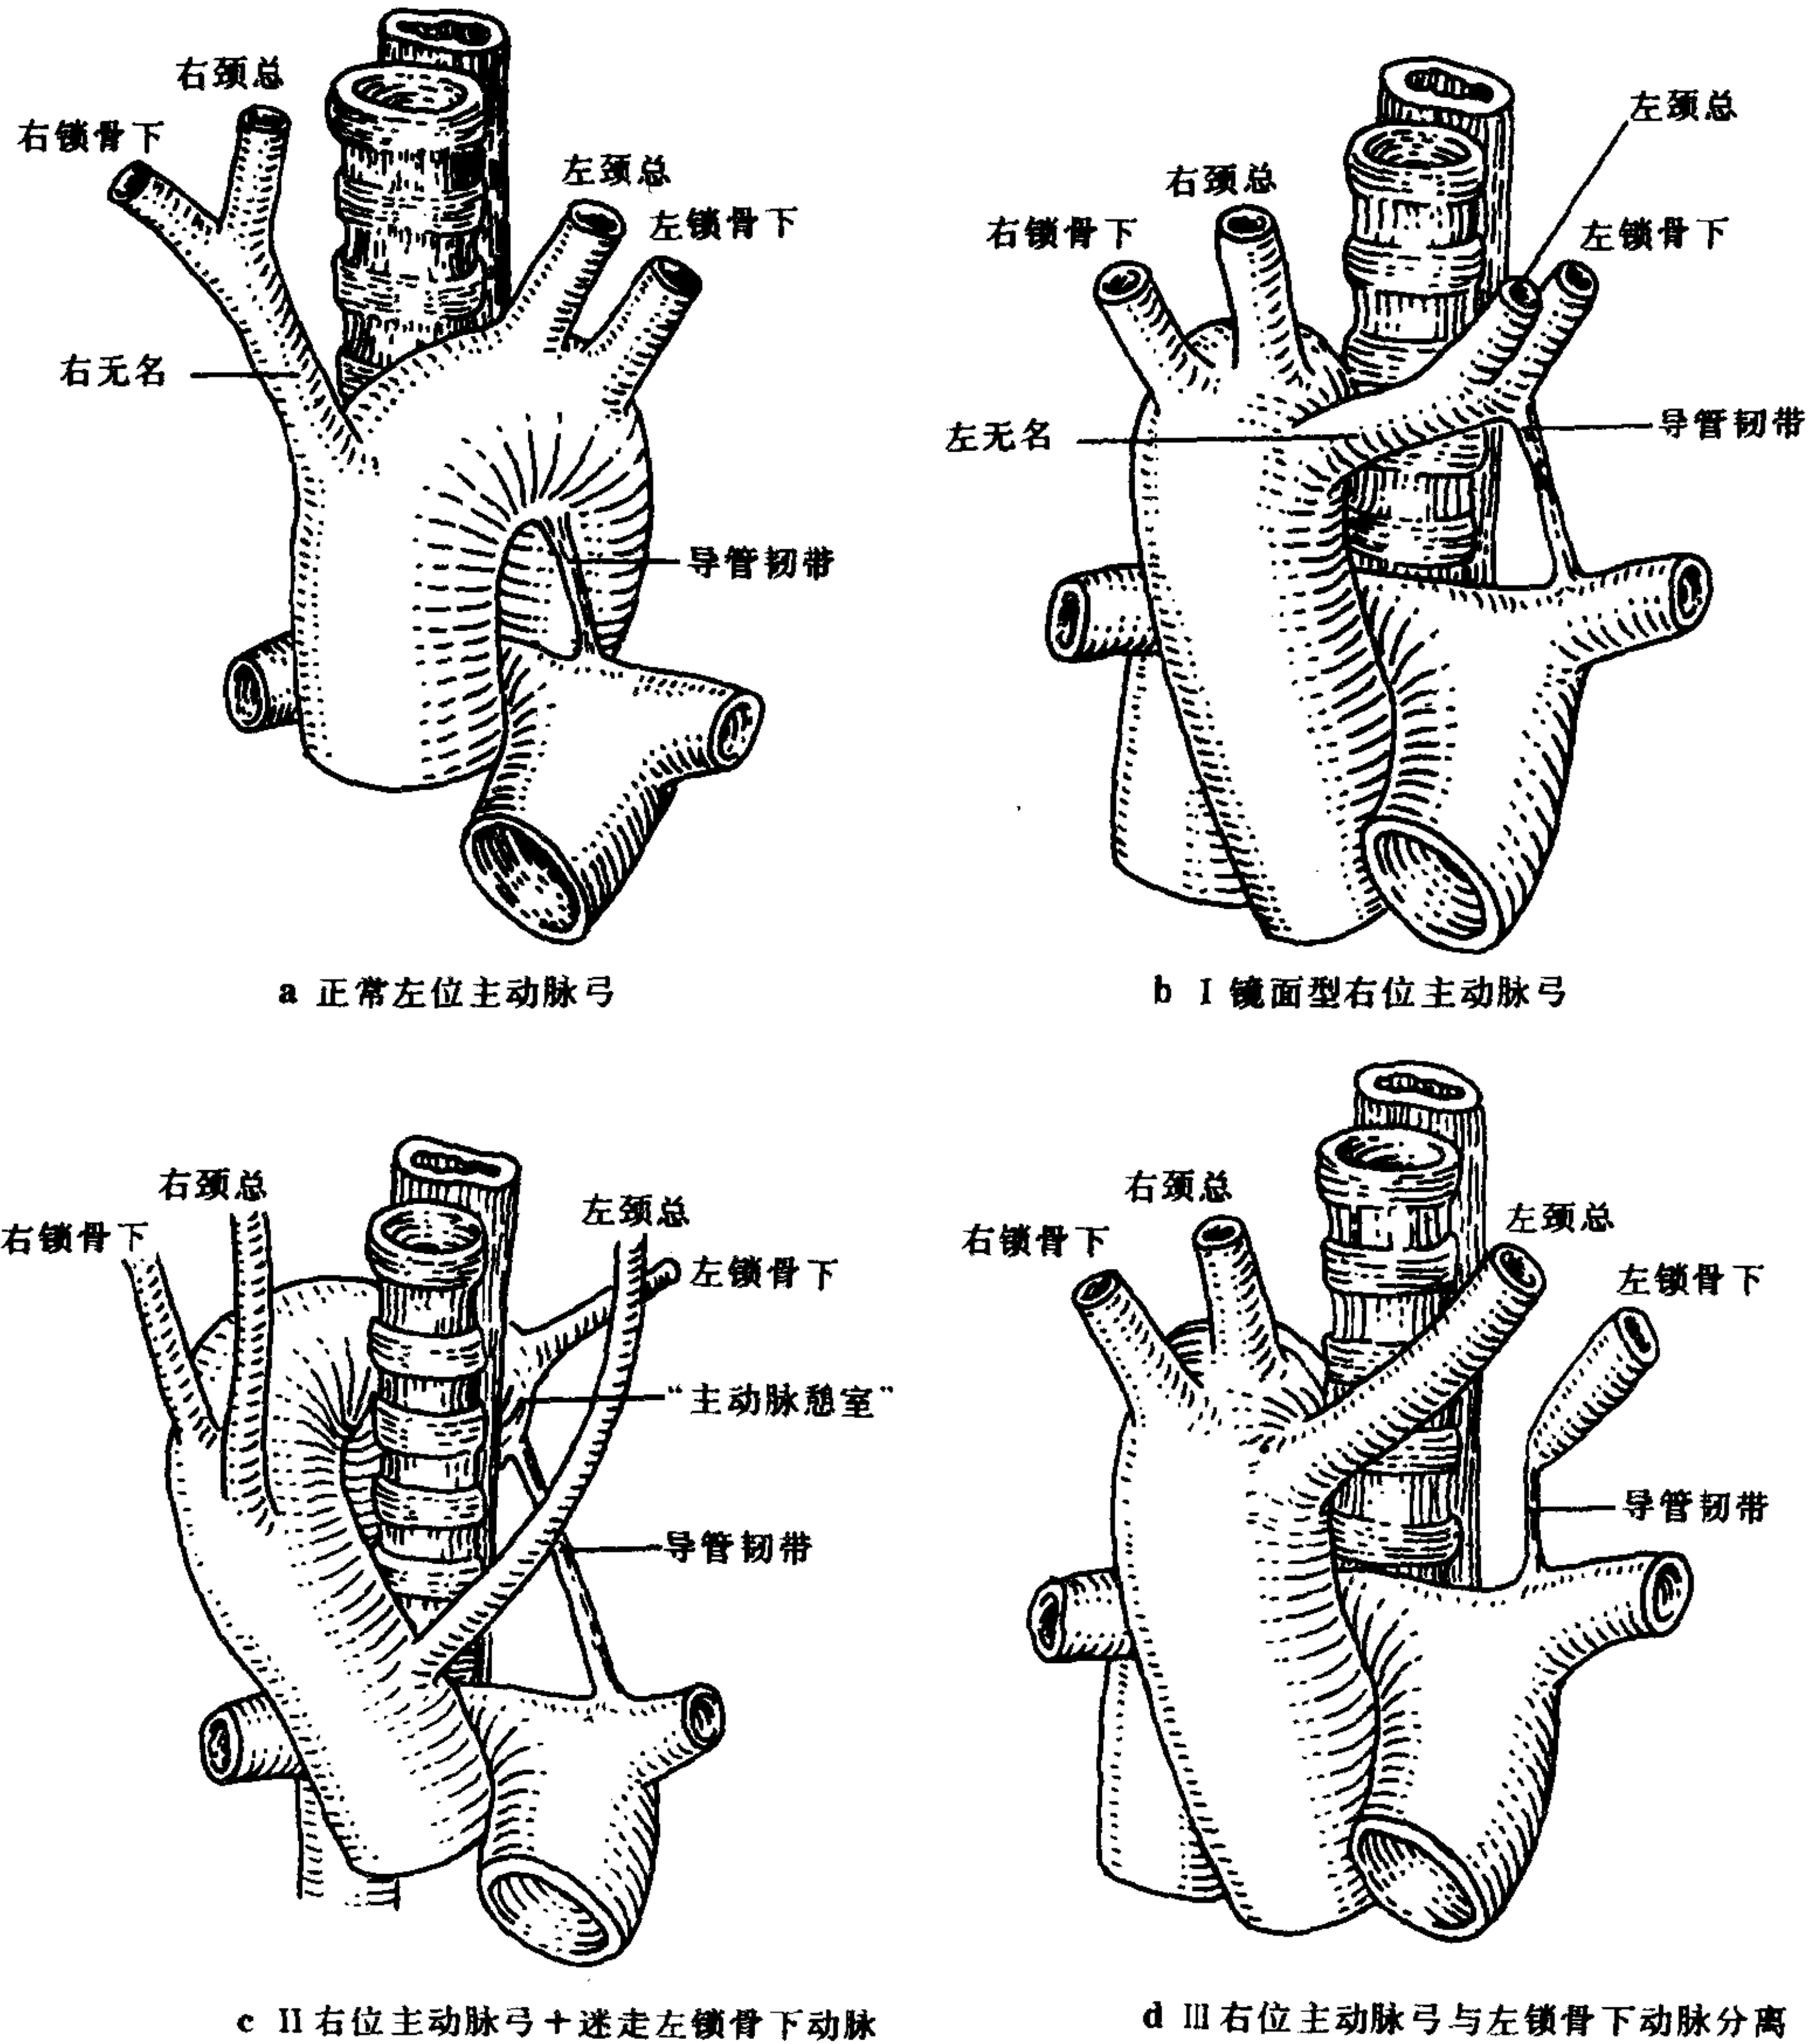 右颈总
右锁骨下
左颈总
左锁骨下
右无名
导管韧带
a 正常左位主动脉弓
左颈总
右颈总
右锁骨下
左锁骨下
左无名
导管韧带
b I 镜面型右位主动脉弓
右颈总
右锁骨下
左颈总
左锁骨下
“主动脉憩室”
导管韧带
c II 右位主动脉弓+迷走左锁骨下动脉
右颈总
右锁骨下
左颈总
左锁骨下
导管韧带
d III 右位主动脉弓与左锁骨下动脉分离